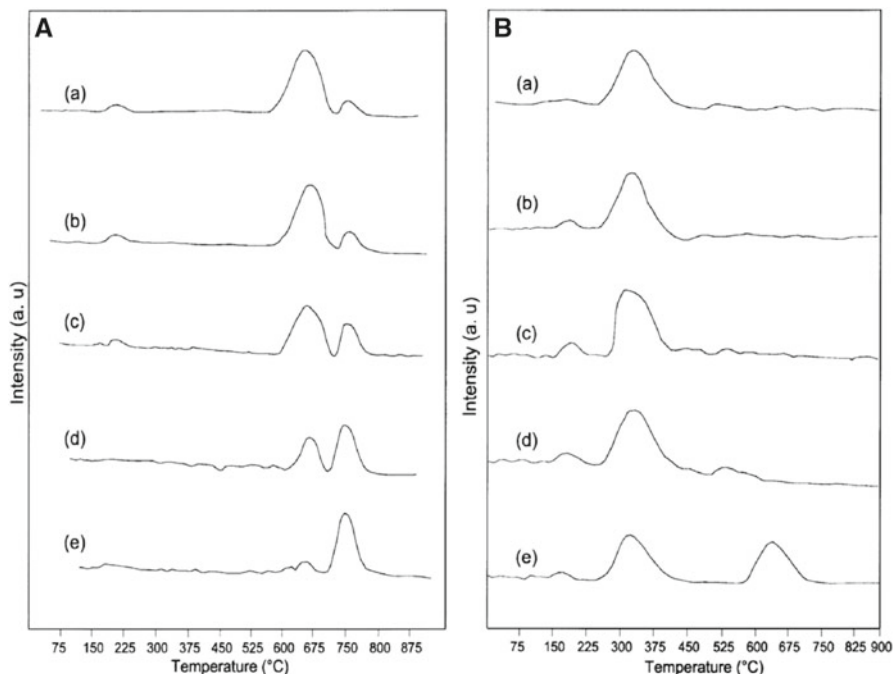 A
(a)
(b)
(c)
(d)
(e)
Intensity (a. u)
75 150 225 300 375 450 525 600 675 750 800 875
Temperature (°C)
B
(a)
(b)
(c)
(d)
(e)
Intensity (a. u)
75 150 225 300 375 450 525 600 675 750 825 900
Temperature (°C)